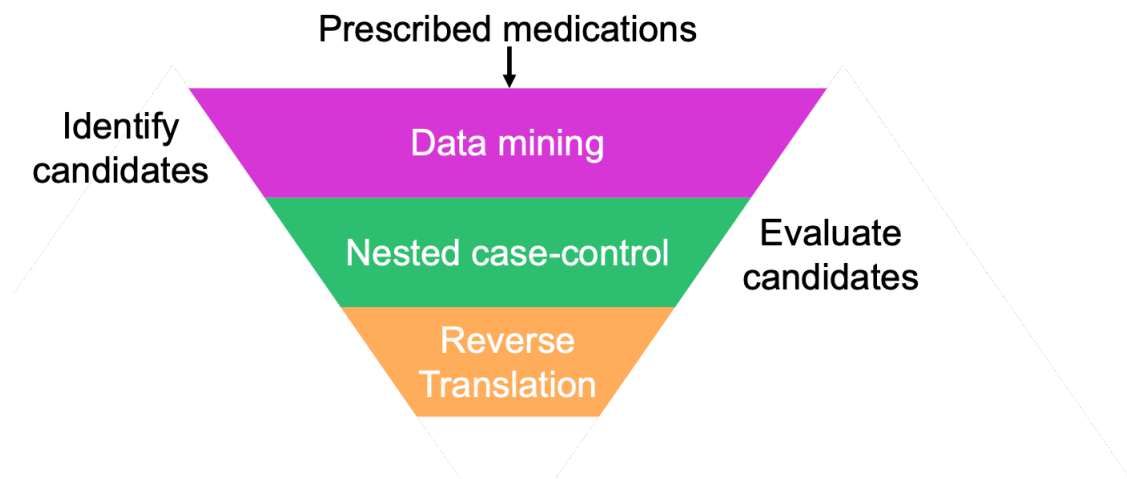 Prescribed medications
Identify
candidates
Data mining
Nested case-control
Evaluate
candidates
Reverse
Translation